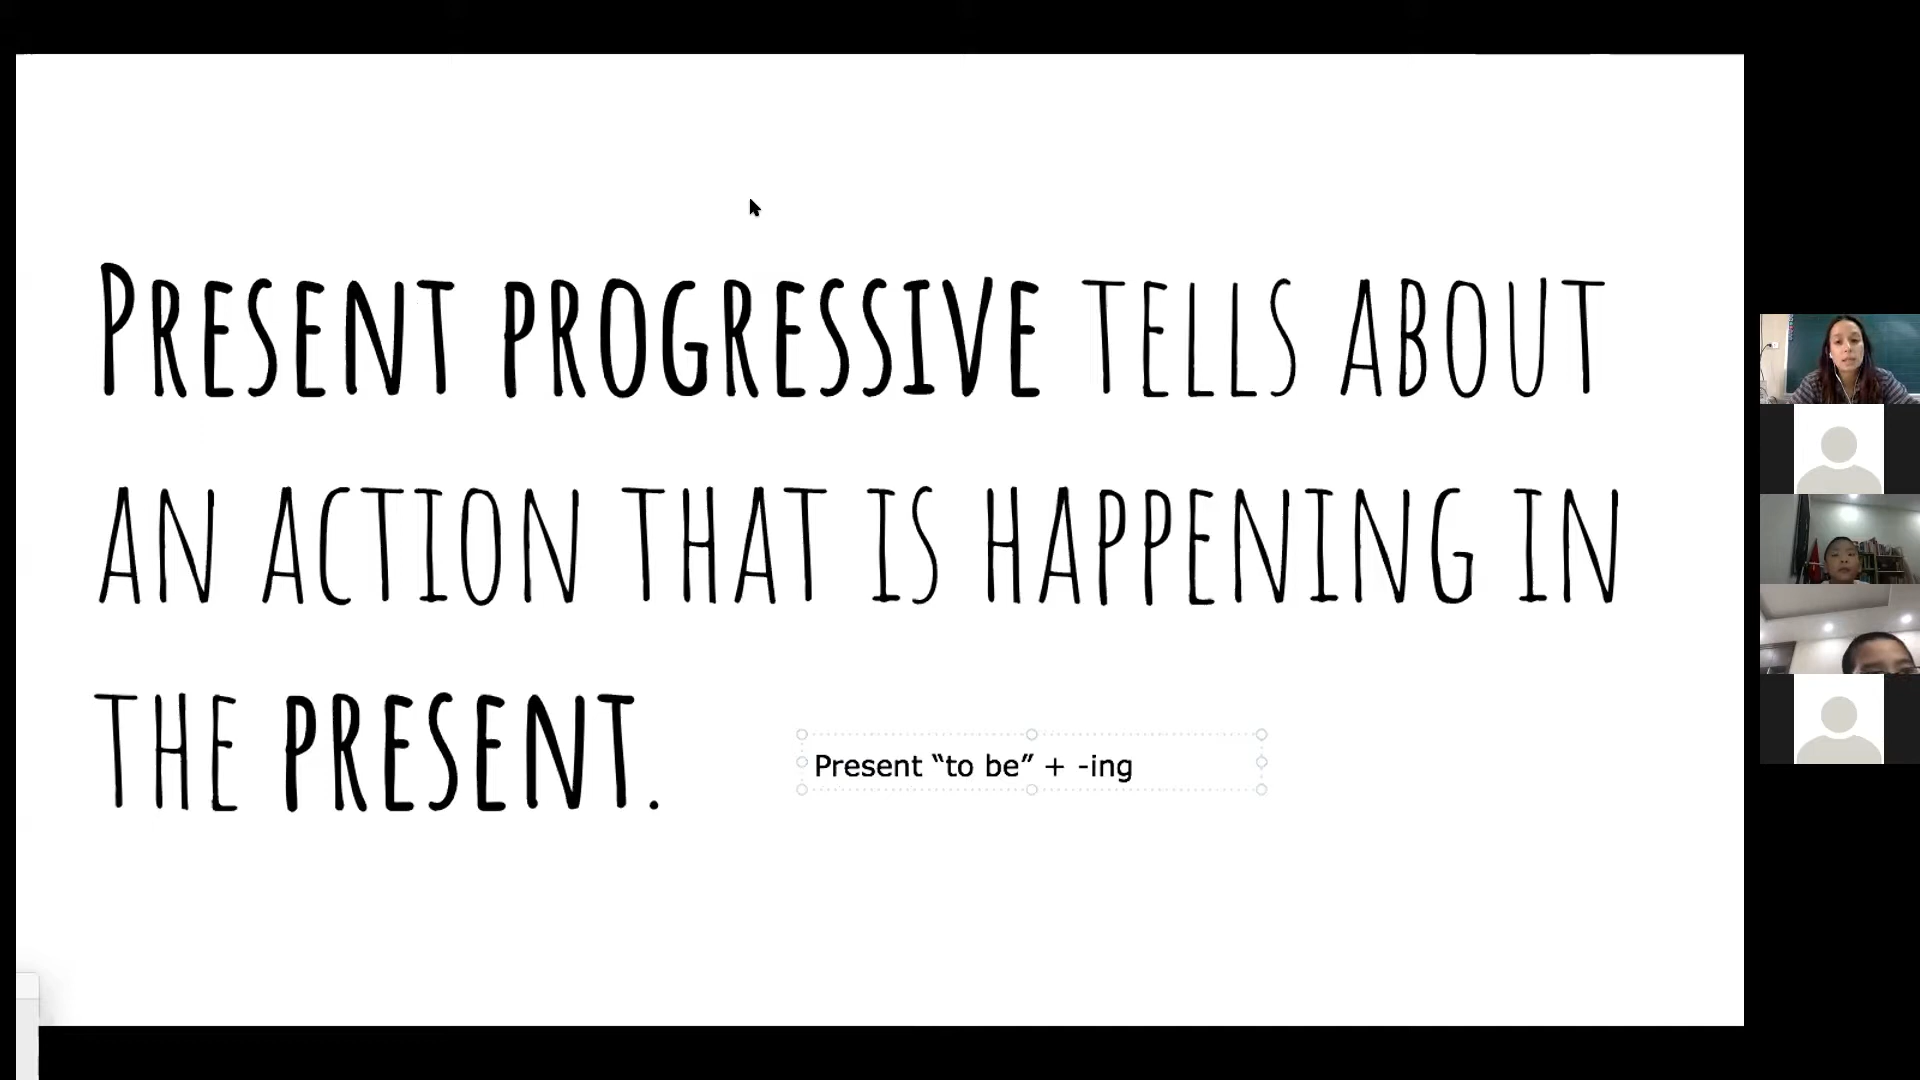 Present progressive tells about
an action that is happening in
the present.
Present “to be” + -ing